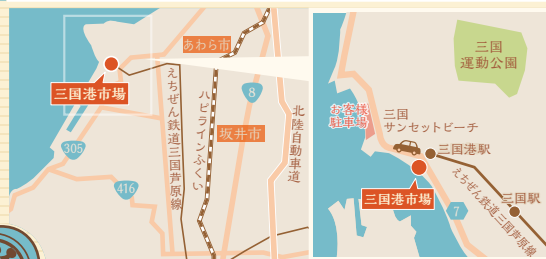 あわら市
三国港市場
えちぜん鉄道三国芦原線
ハピラインふくい
8
坂井市
北陸自動車道
305
416
三国
運動公園
お客様
駐車場
三国
サンセットビーチ
三国港駅
三国港市場
えちぜん鉄道三国芦原線
三国駅
7